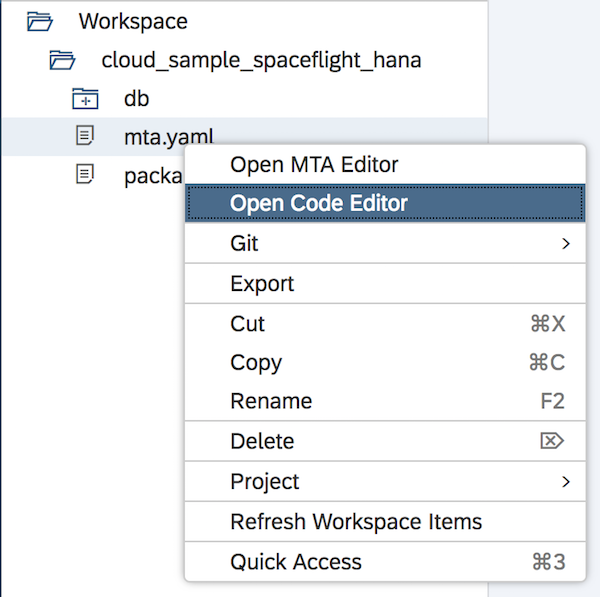 Workspace
cloud_sample_spaceflight_hana
db
mta.yaml
packa
Open MTA Editor
Open Code Editor
Git >
Export
Cut ⌘X
Copy ⌘C
Rename F2
Delete ⌦
Project >
Refresh Workspace Items
Quick Access ⌘3